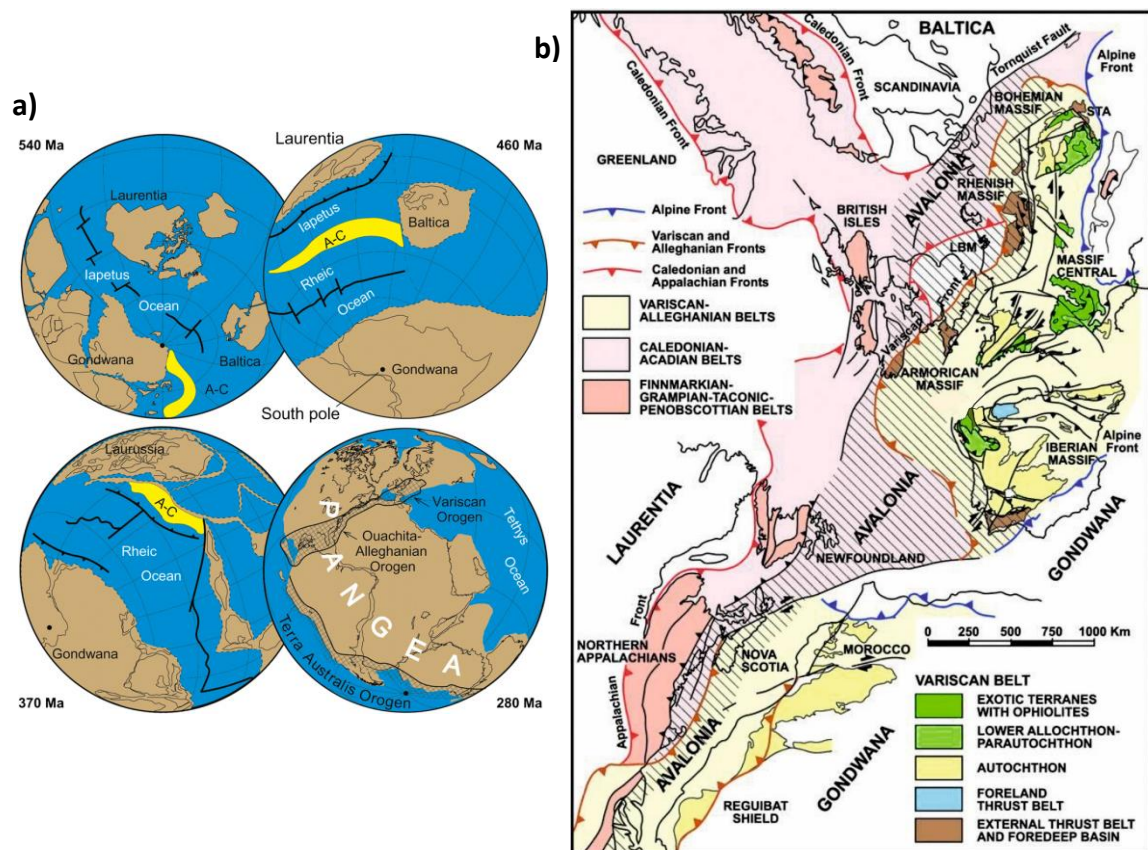 a)
540 Ma
Laurentia
Iapetus
Ocean
Gondwana
Baltica
A-C
Laurentia
460 Ma
Iapetus
Baltica
A-C
Rheic
Ocean
Gondwana
South pole
Laurussia
A-C
Rheic
Ocean
Gondwana
370 Ma
Variscan
Orogen
Ouachita-
Alleghanian
Orogen
Tethys
Ocean
PANGEA
Terra Australis Orogen
280 Ma
b)
BALTICA
Caledonian Front
Caledonian
Front
SCANDINAVIA
Tornquist Fault
Alpine
Front
BOHEMIAN
MASSIF
STA
GREENLAND
AVALONIA
RHENISH
MASSIF
BRITISH
ISLES
LBM
MASSIF
CENTRAL
Variscan Front
ARMORICAN
MASSIF
IBERIAN
MASSIF
Alpine
Front
Alpine Front
Variscan and
Alleghanian Fronts
Caledonian and
Appalachian Fronts
VARISCAN-
ALLEGHANIAN BELTS
CALEDONIAN-
ACADIAN BELTS
FINNMARKIAN-
GRAMPIAN-TACONIC-
PENOBSCOTTIAN BELTS
LAURENTIA
AVALONIA
GONDWANA
NEWFOUNDLAND
0 250 500 750 1000 Km
Appalachian Front
NORTHERN
APPALACHIANS
NOVA
SCOTIA
MOROCCO
AVALONIA
GONDWANA
REGUIBAT
SHIELD
VARISCAN BELT
EXOTIC TERRANES
WITH OPHIOLITES
LOWER ALLOCHTHON-
PARAUTOCHTHON
AUTOCHTHON
FORELAND
THRUST BELT
EXTERNAL THRUST BELT
AND FOREDEEP BASIN